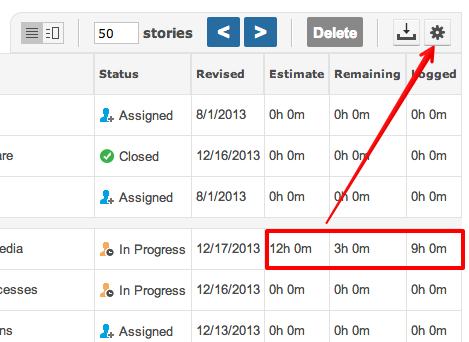 50 stories < > Delete
Status Revised Estimate Remaining Logged
Assigned 8/1/2013 0h 0m 0h 0m 0h 0m
are Closed 12/16/2013 0h 0m 0h 0m 0h 0m
Assigned 8/1/2013 0h 0m 0h 0m 0h 0m
edia In Progress 12/17/2013 12h 0m 3h 0m 9h 0m
cesses In Progress 12/16/2013 0h 0m 0h 0m 0h 0m
ns Assigned 12/13/2013 0h 0m 0h 0m 0h 0m